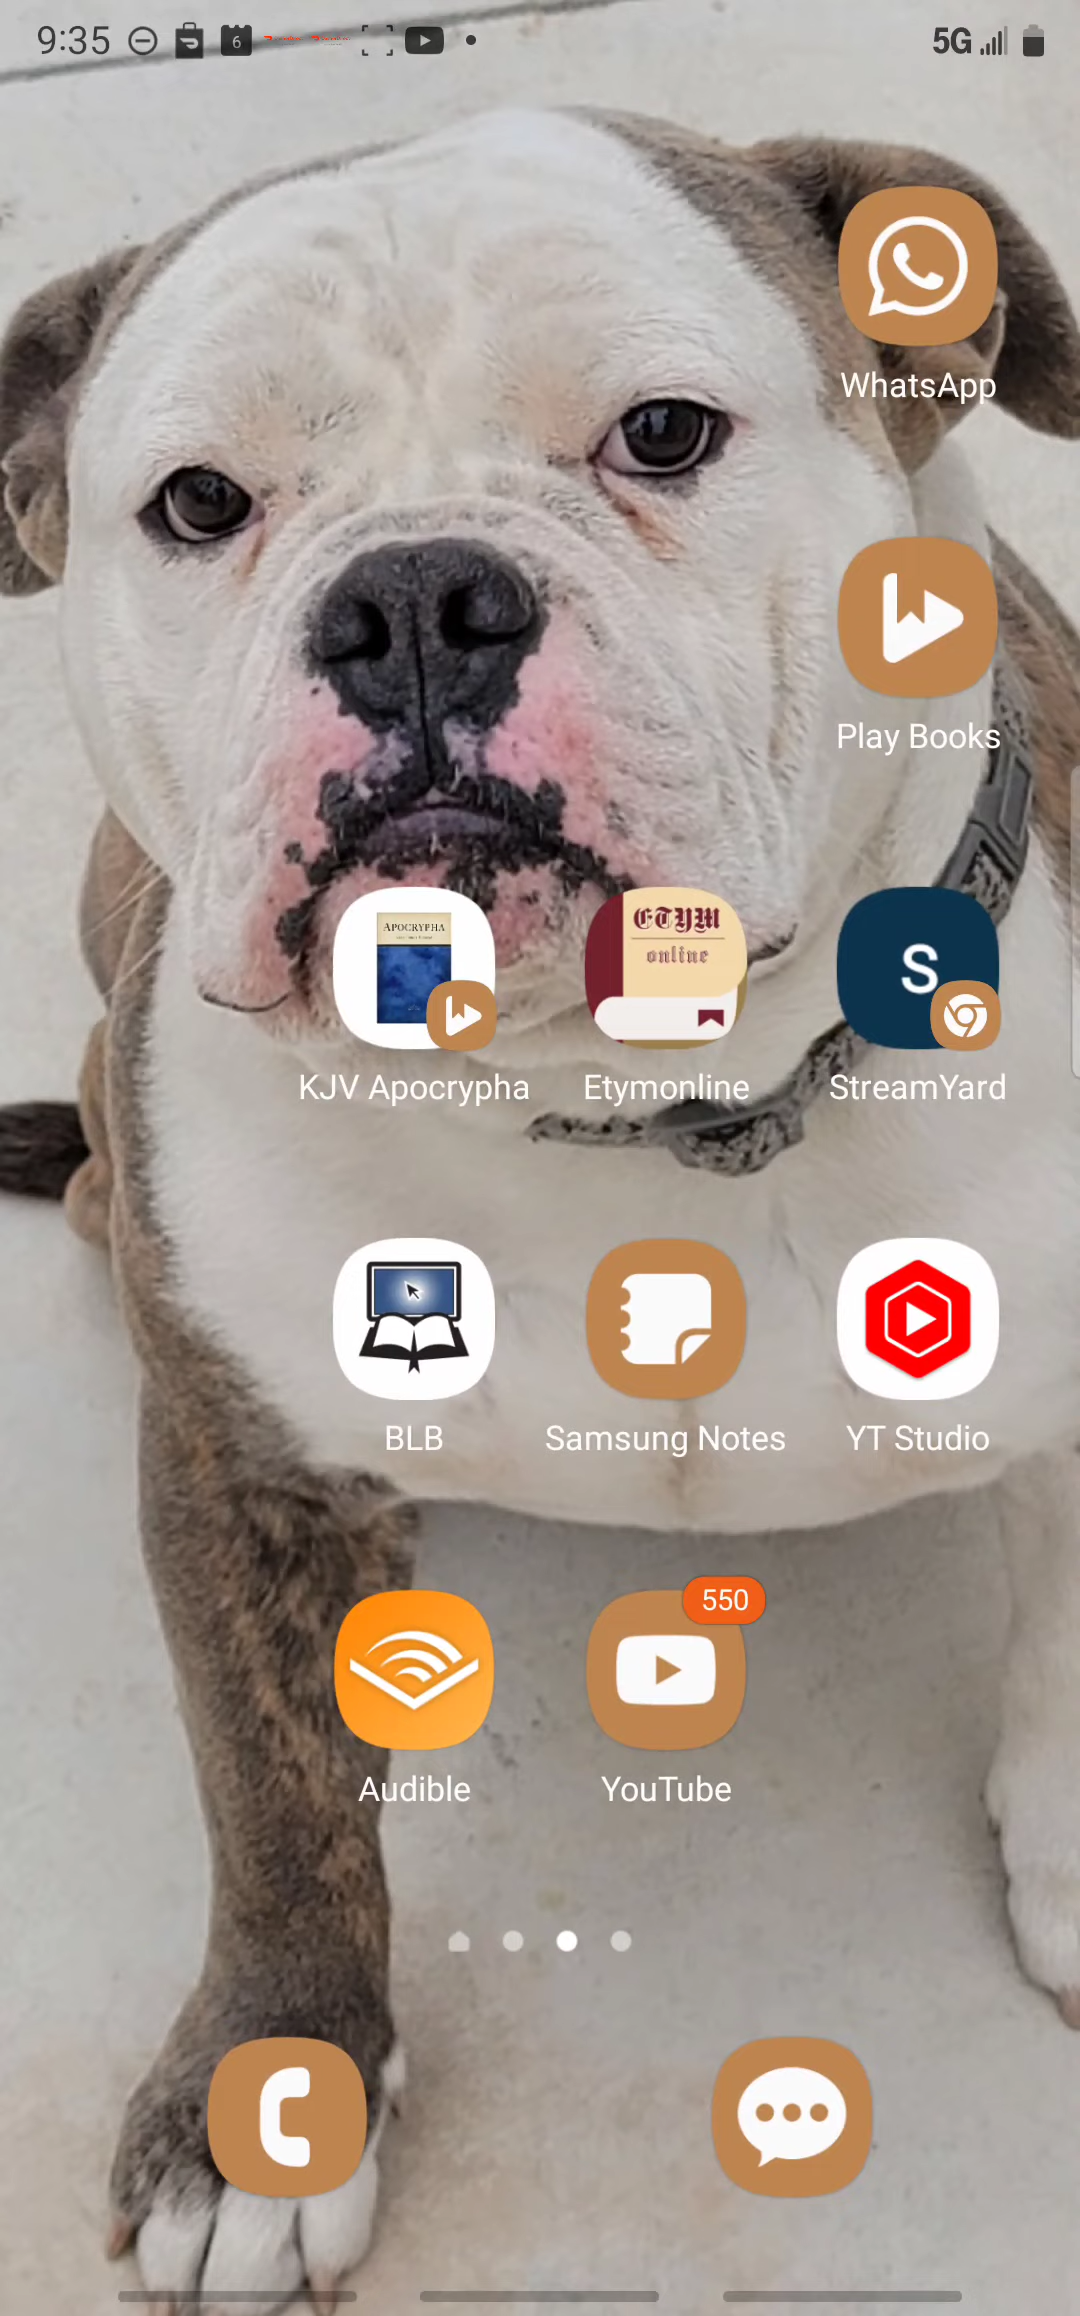 9:35
6
5G
WhatsApp
Play Books
APOCRYPHA
ETYM
online
S
KJV Apocrypha
Etymonline
StreamYard
BLB
Samsung Notes
YT Studio
550
Audible
YouTube